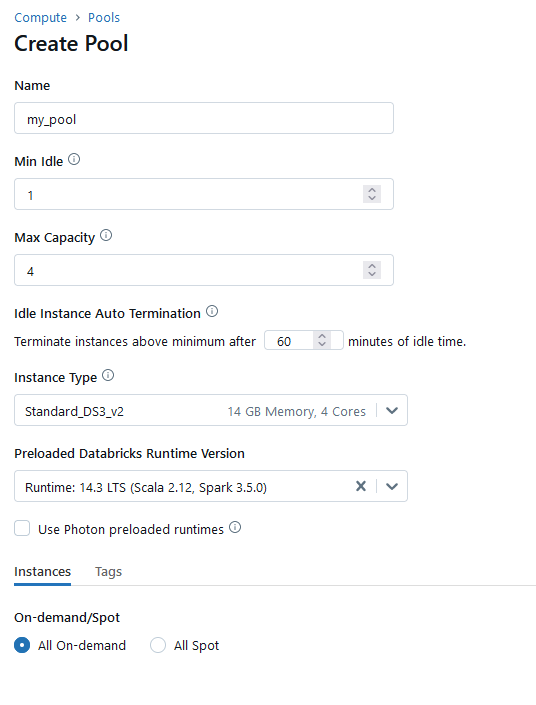 Compute > Pools
Create Pool
Name
my_pool
Min Idle
1
Max Capacity
4
Idle Instance Auto Termination
Terminate instances above minimum after 60 minutes of idle time.
Instance Type
Standard_DS3_v2 14 GB Memory, 4 Cores
Preloaded Databricks Runtime Version
Runtime: 14.3 LTS (Scala 2.12, Spark 3.5.0)
Use Photon preloaded runtimes
Instances Tags
On-demand/Spot
All On-demand All Spot